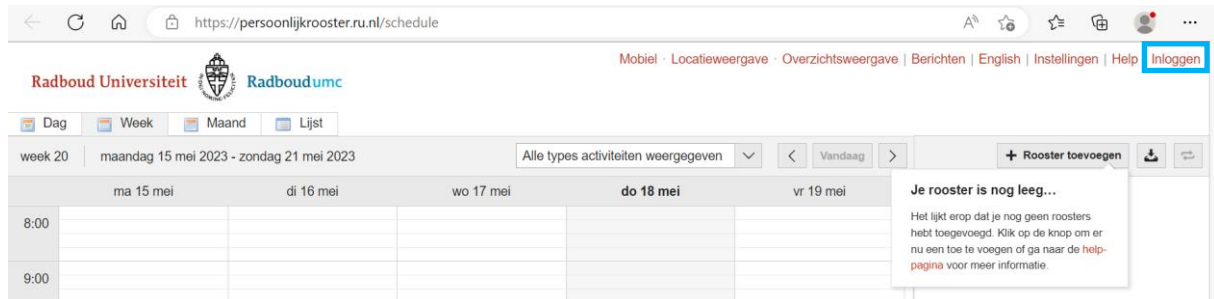 https://persoonlijkrooster.ru.nl/schedule
Mobiel · Locatieweergave · Overzichtsweergave | Berichten | English | Instellingen | Help Inloggen
Radboud Universiteit Radboudumc
Dag Week Maand Lijst
week 20 maandag 15 mei 2023 - zondag 21 mei 2023 Alle types activiteiten weergegeven Vandaag + Rooster toevoegen
ma 15 mei di 16 mei wo 17 mei do 18 mei vr 19 mei
Je rooster is nog leeg…
Het lijkt erop dat je nog geen roosters
hebt toegevoegd. Klik op de knop om er
nu een toe te voegen of ga naar de help-
pagina voor meer informatie.
8:00
9:00